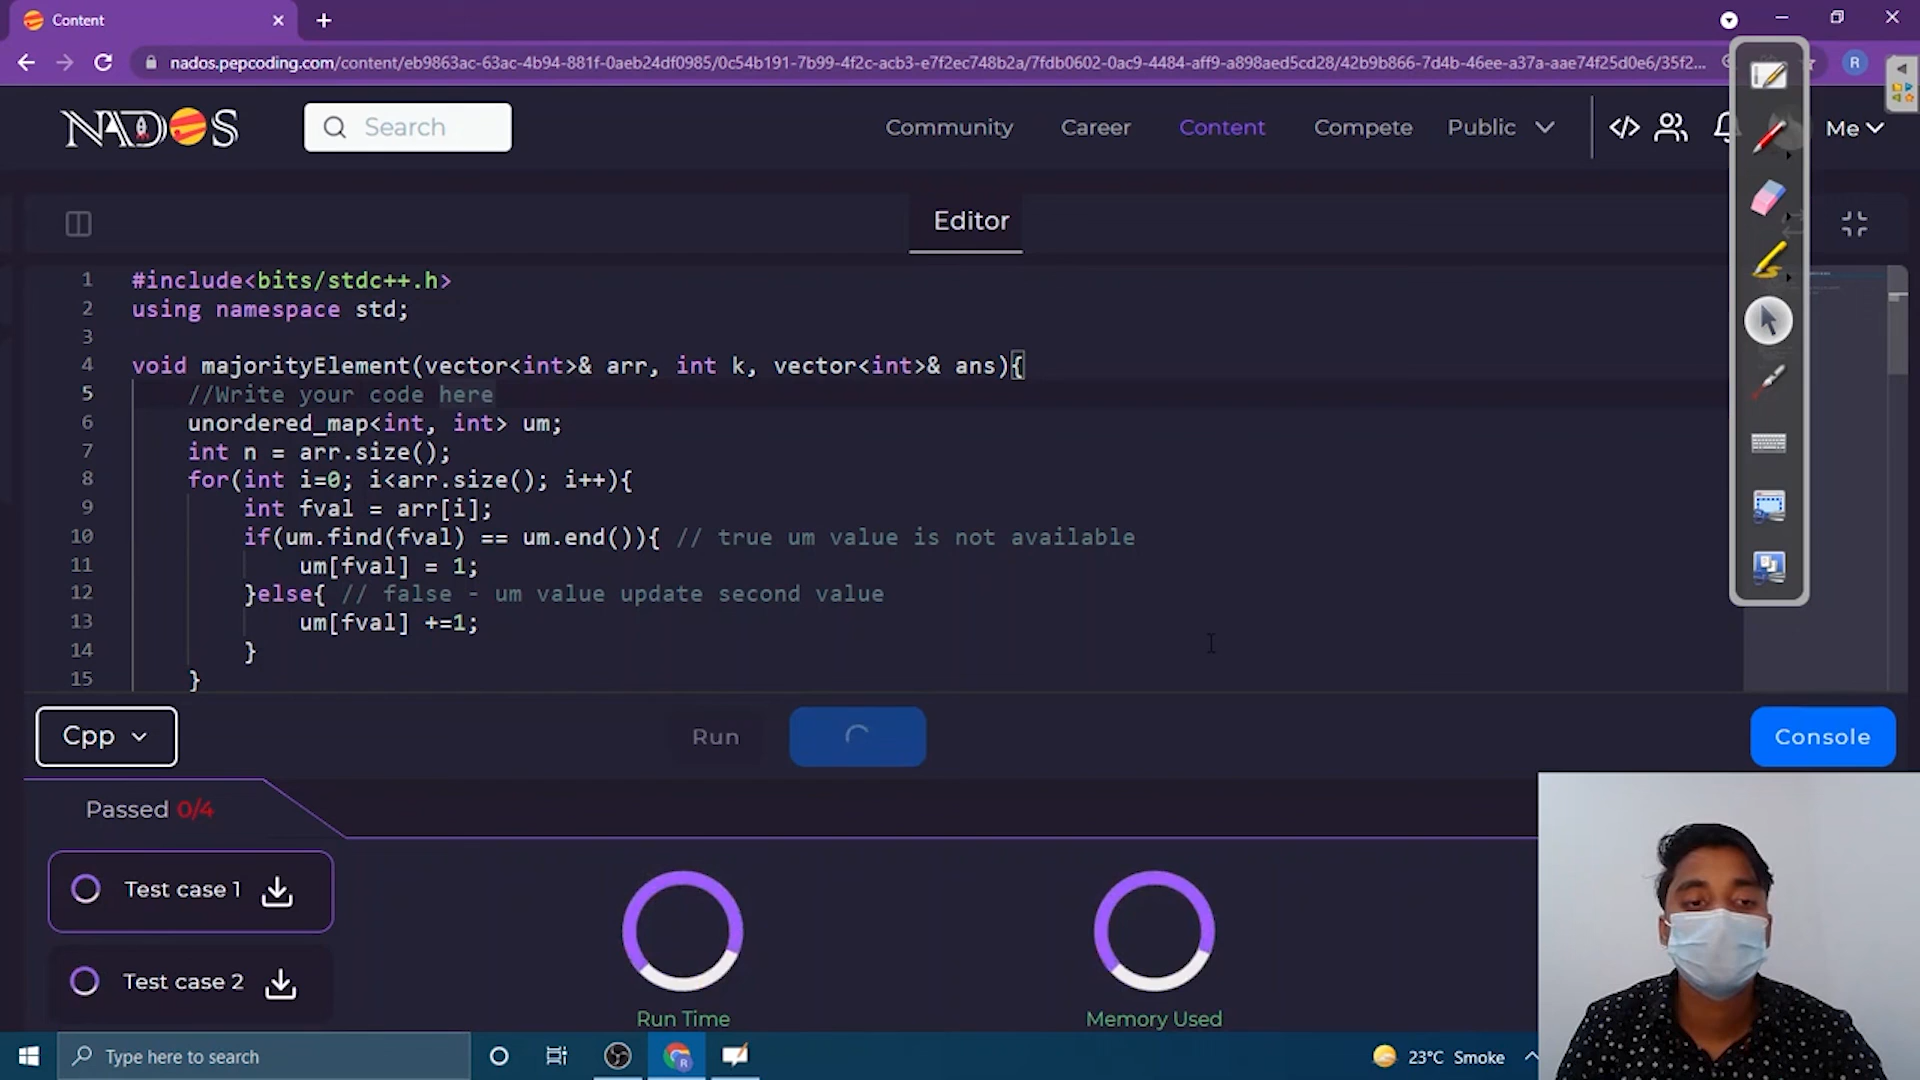 Content
nados.pepcoding.com/content/eb9863ac-63ac-4b94-881f-0aeb24df0985/0c54b191-7b99-4f2c-acb3-e7f2ec748b2a/7fdb0602-0ac9-4484-aff9-a898aed5cd28/42b9b866-7d4b-46ee-a37a-aae74f25d0e6/35f2...
R
NADOS
Search
Community
Career
Content
Compete
Public
Me
Editor
1 #include<bits/stdc++.h>
2 using namespace std;
3
4 void majorityElement(vector<int>& arr, int k, vector<int>& ans){
5 //Write your code here
6 unordered_map<int, int> um;
7 int n = arr.size();
8 for(int i=0; i<arr.size(); i++){
9 int fval = arr[i];
10 if(um.find(fval) == um.end()){ // true um value is not available
11 um[fval] = 1;
12 }else{ // false - um value update second value
13 um[fval] +=1;
14 }
15 }
Cpp
Run
Console
Passed 0/4
Test case 1
Test case 2
Run Time
Memory Used
Type here to search
23°C Smoke